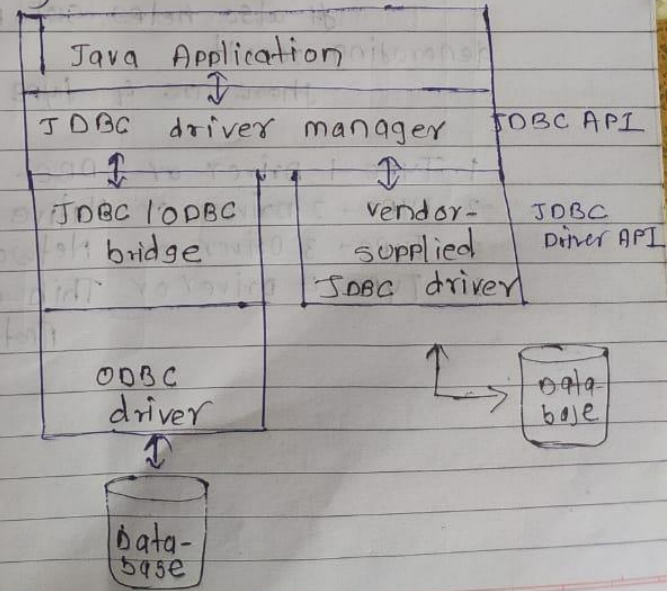 Java Application
JDBC driver manager
JDBC API
JDBC / ODBC
bridge
vendor-
supplied
JDBC driver
JDBC
Driver API
ODBC
driver
Data-
base
Data-
base